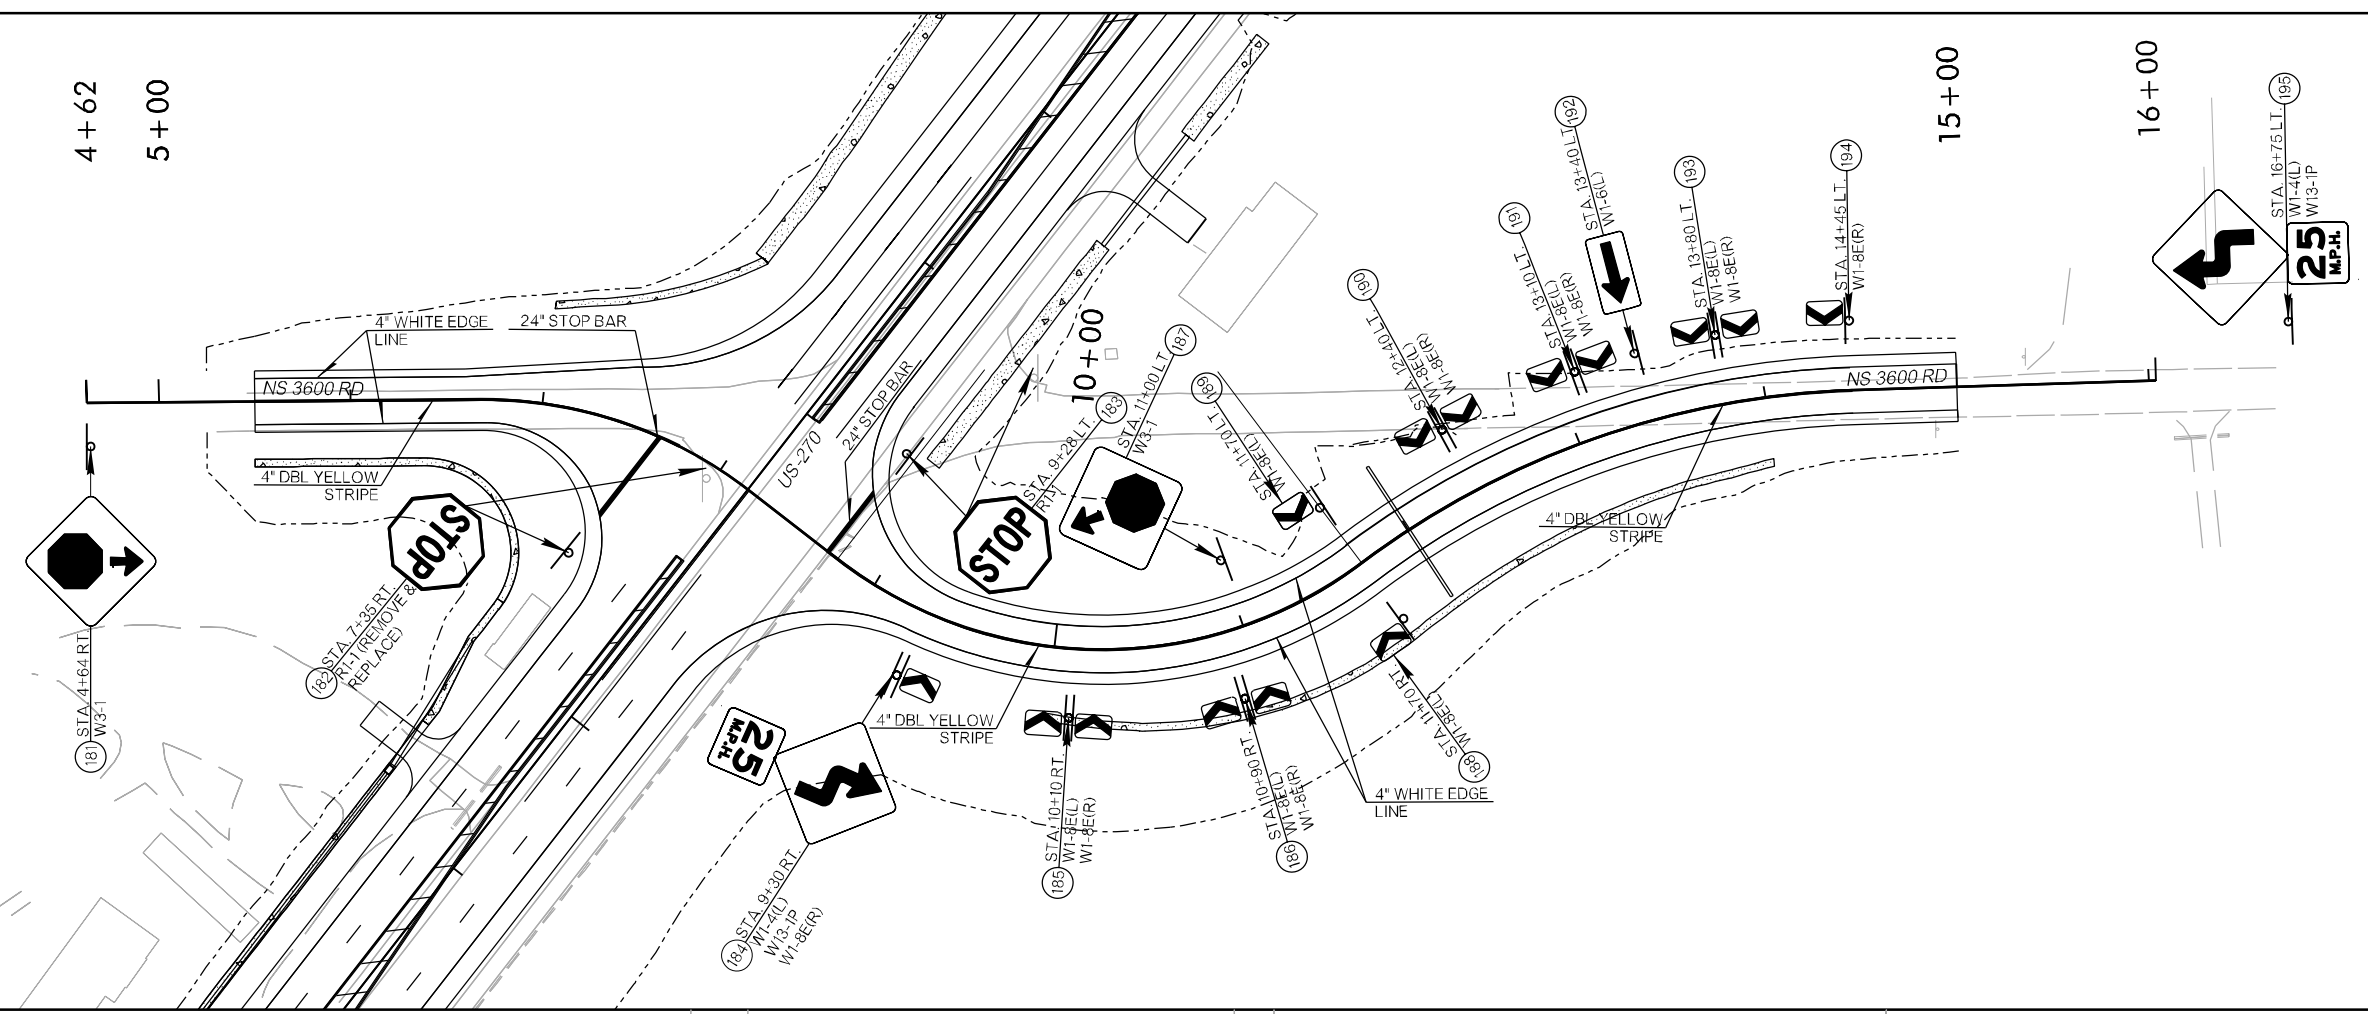 4+62
5+00
15+00
16+00
195
STA. 16+75 LT.
W1-4(L)
W13-1P
25
M.P.H.
192
STA. 13+40 LT.
W1-6(L)
194
STA. 14+45 LT.
W1-8E(R)
193
STA. 13+80 LT.
W1-8E(L)
W1-8E(R)
191
STA. 13+10 LT.
W1-8E(L)
W1-8E(R)
190
STA. 12+40 LT.
W1-8E(L)
W1-8E(R)
4" WHITE EDGE
LINE
24" STOP BAR
10+00
187
STA. 11+00 LT.
W3-1
NS 3600 RD
NS 3600 RD
24" STOP BAR
189
STA. 11+70 LT.
W1-8E(L)
183
STA. 9+28 LT.
R1-1
US-270
4" DBL YELLOW
STRIPE
STOP
STOP
4" DBL YELLOW
STRIPE
182
STA. 7+35 RT.
R1-1 (REMOVE &
REPLACE)
181
STA. 4+64 RT.
W3-1
4" DBL YELLOW
STRIPE
25
M.P.H.
188
STA. 11+70 RT.
W1-8E(L)
4" WHITE EDGE
LINE
186
STA. 10+90 RT.
W1-8E(L)
W1-8E(R)
185
STA. 10+10 RT.
W1-8E(L)
W1-8E(R)
184
STA. 9+30 RT.
W1-4(L)
W13-1P
W1-8E(R)